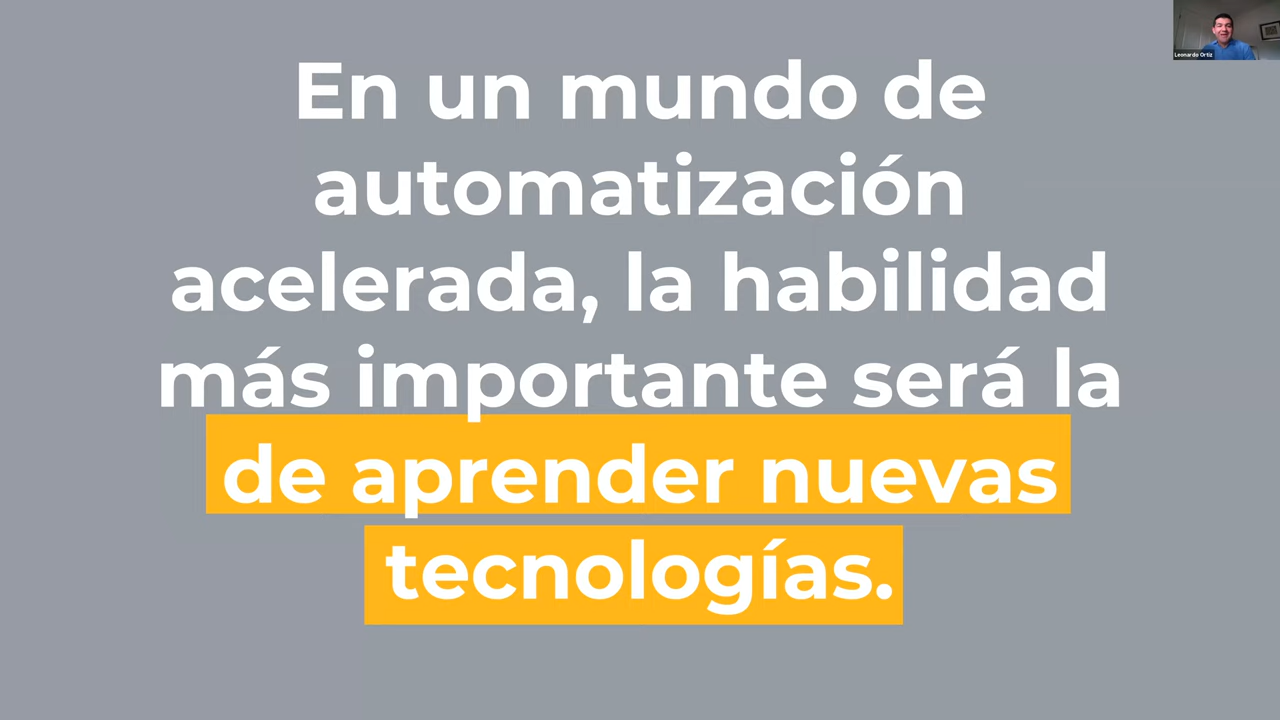 En un mundo de
automatización
acelerada, la habilidad
más importante será la
de aprender nuevas
tecnologías.
Leonardo Ortiz